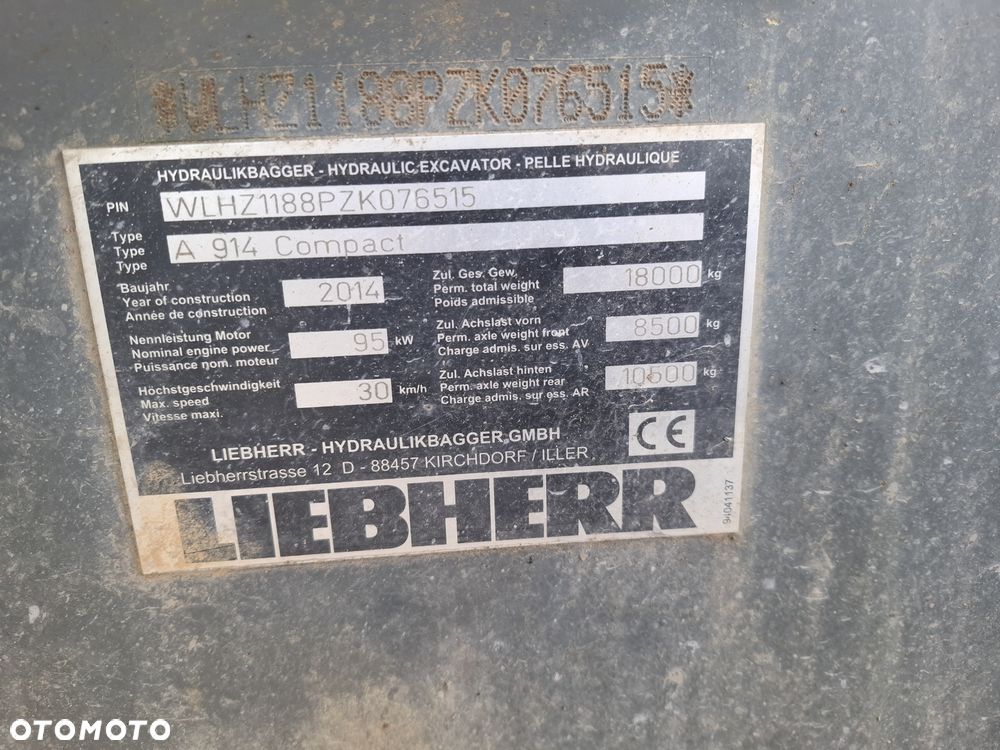 *WLHZ1188PZK076515*
HYDRAULIKBAGGER - HYDRAULIC EXCAVATOR - PELLE HYDRAULIQUE
PIN WLHZ1188PZK076515
Type
Type A 914 Compact
Type
Baujahr
Year of construction 2014
Année de construction
Zul. Ges. Gew.
Perm. total weight 18000 kg
Poids admissible
Nennleistung Motor
Nominal engine power 95 kW
Puissance nom. moteur
Zul. Achslast vorn
Perm. axle weight front 8500 kg
Charge admis. sur ess. AV
Höchstgeschwindigkeit
Max. speed 30 km/h
Vitesse maxi.
Zul. Achslast hinten
Perm. axle weight rear 10500 kg
Charge admis. sur ess. AR
LIEBHERR - HYDRAULIKBAGGER GMBH
Liebherrstrasse 12 D - 88457 KIRCHDORF / ILLER
CE
LIEBHERR
94041137
OTOMOTO